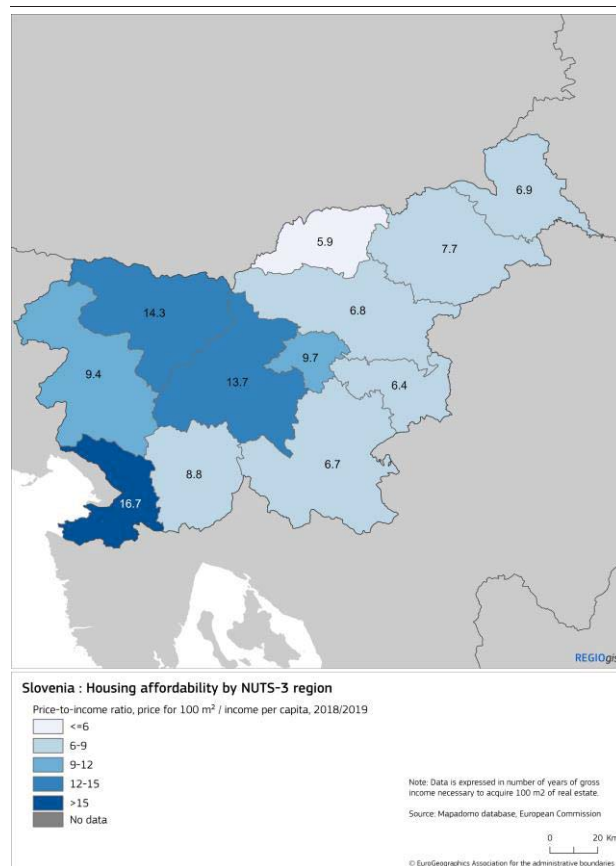 6.9
5.9
7.7
14.3
6.8
9.7
9.4
13.7
6.4
8.8
6.7
16.7
REGIOgis
Slovenia : Housing affordability by NUTS-3 region
Price-to-income ratio, price for 100 m² / income per capita, 2018/2019
<=6
6-9
9-12
12-15
>15
No data
Note: Data is expressed in number of years of gross
income necessary to acquire 100 m2 of real estate.
Source: Mapadomo database, European Commission
0 20 Km
© EuroGeographics Association for the administrative boundaries